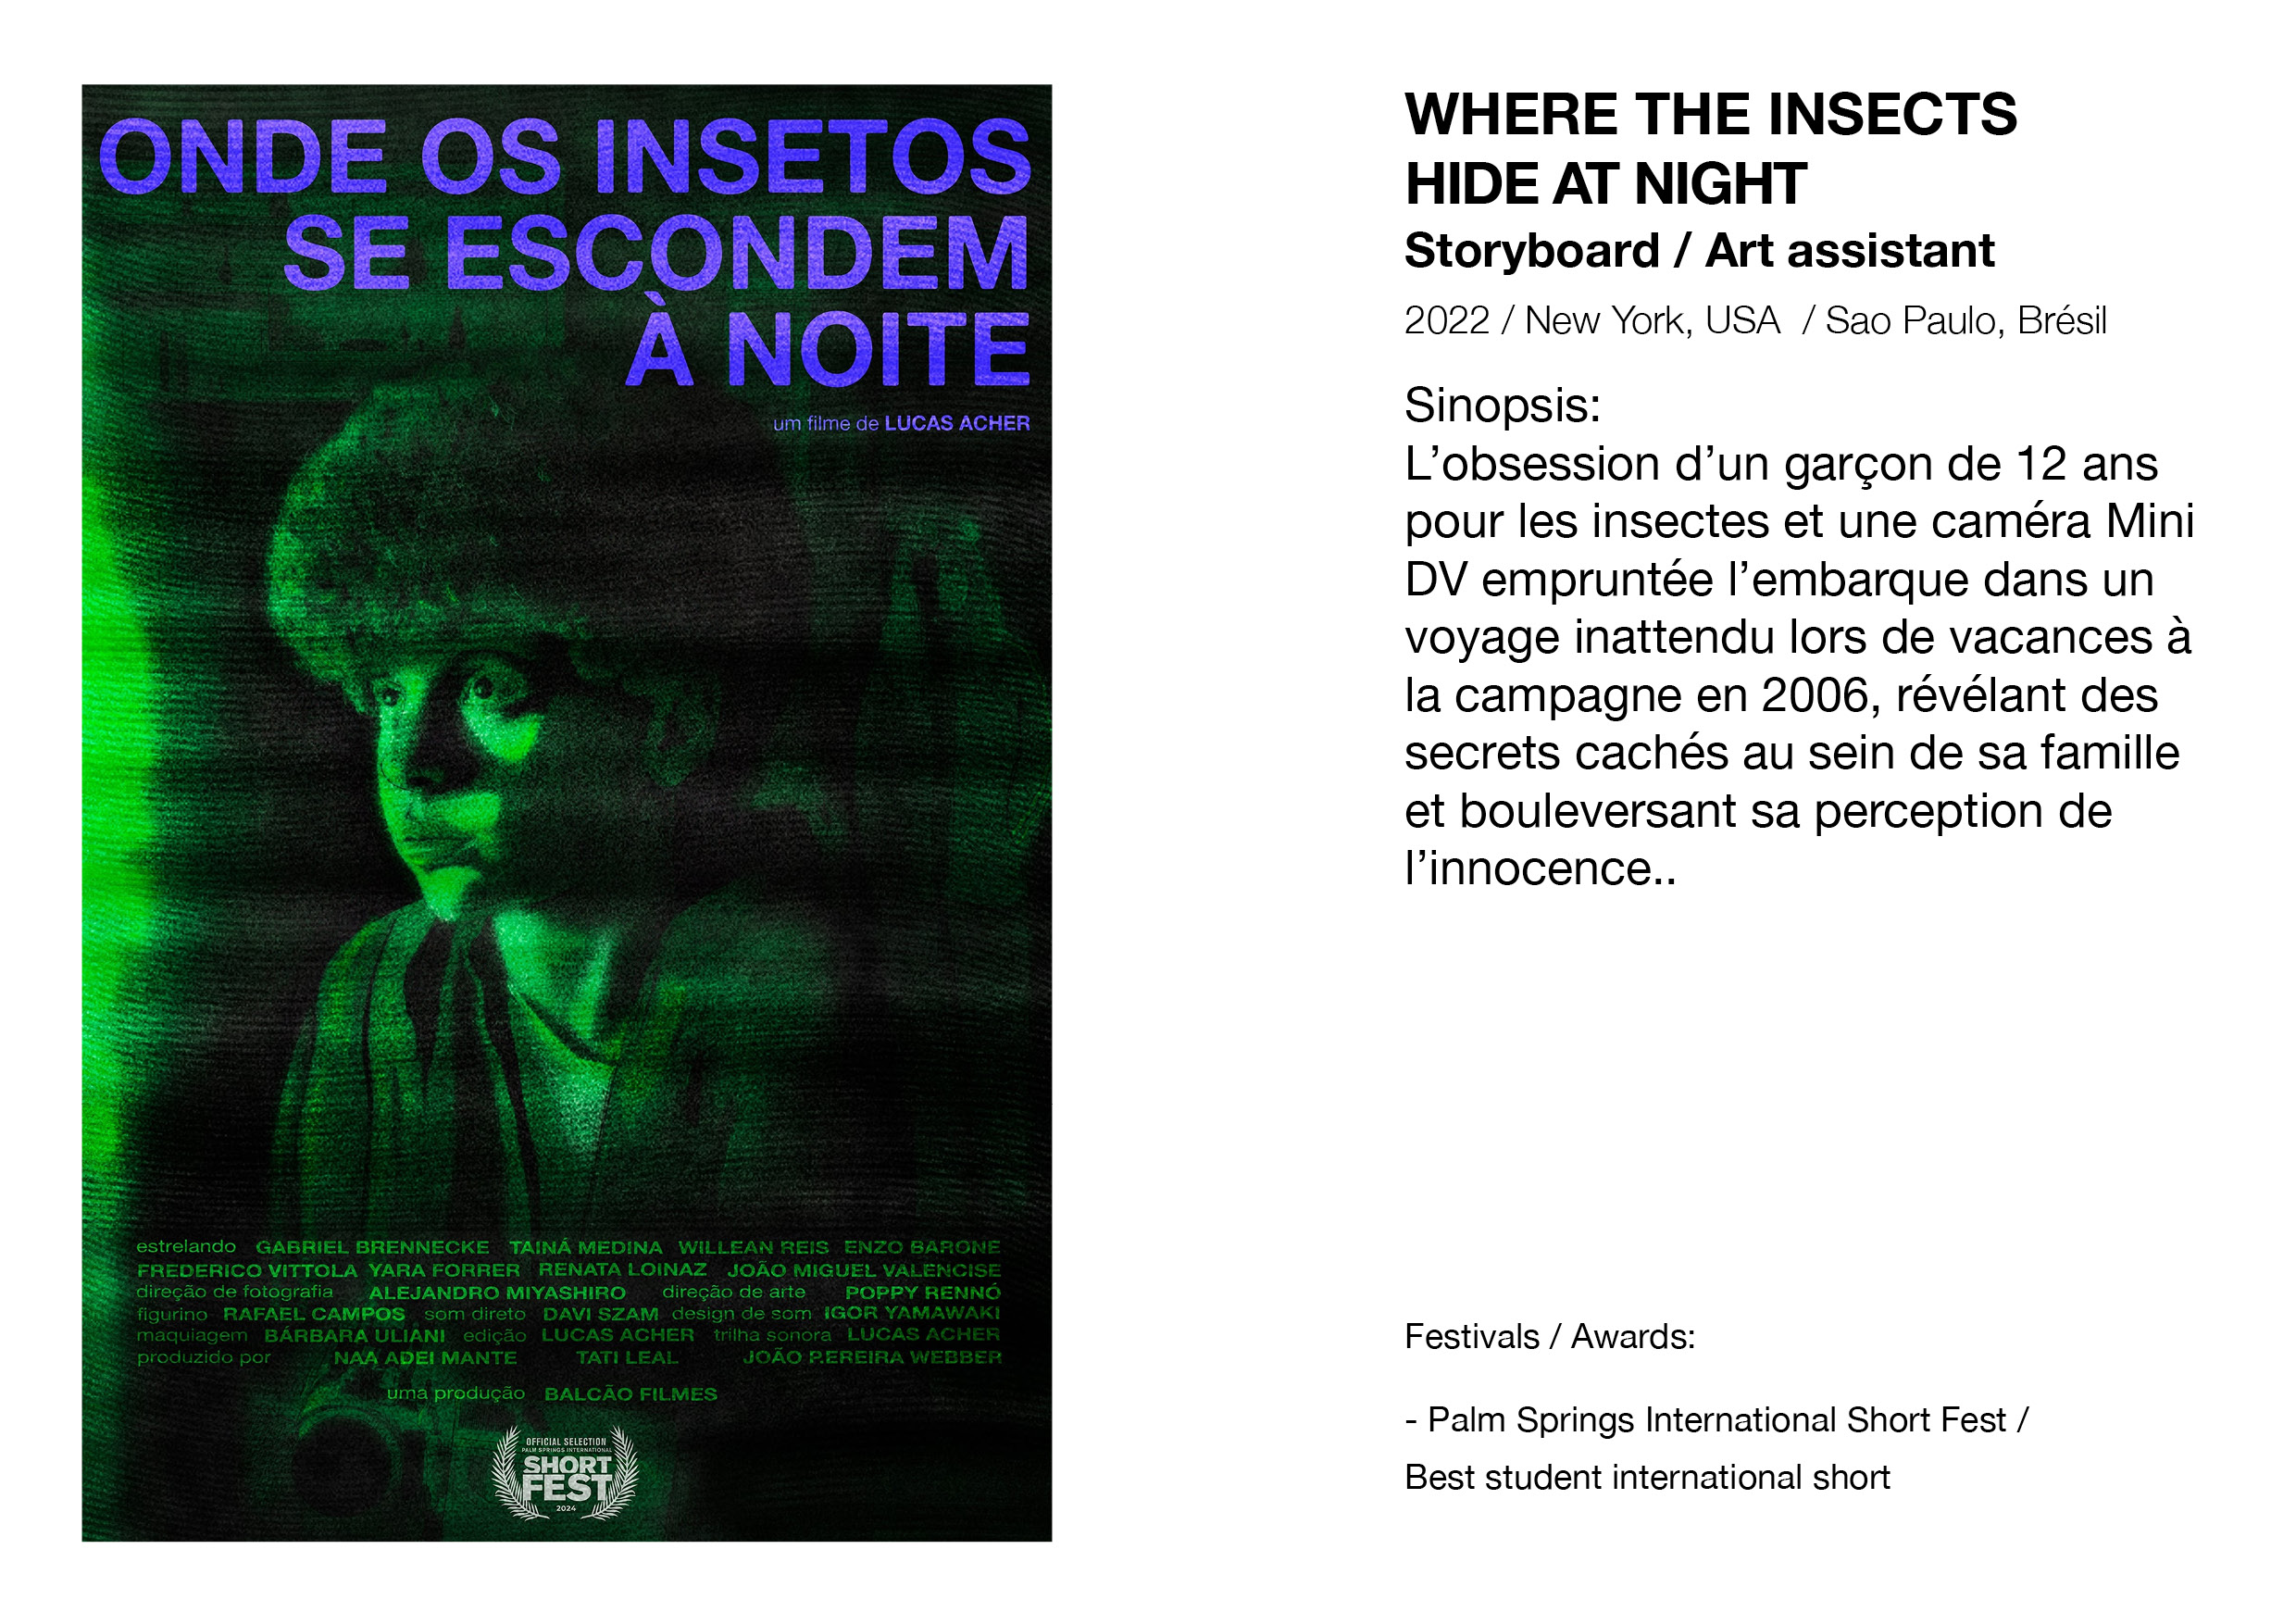 ONDE OS INSETOS
SE ESCONDEM
À NOITE
um filme de LUCAS ACHER
estrelando GABRIEL BRENNECKE TAINÁ MEDINA WILLEAN REIS ENZO BARONE
FREDERICO VITTOLA YARA FORRER RENATA LOINAZ JOÃO MIGUEL VALENCISE
direção de fotografia ALEJANDRO MIYASHIRO direção de arte POPPY RENNÓ
figurino RAFAEL CAMPOS som direto DAVI SZAM design de som IGOR YAMAWAKI
maquiagem BÁRBARA ULIANI edição LUCAS ACHER trilha sonora LUCAS ACHER
produzido por NAA ADEI MANTE TATI LEAL JOÃO PEREIRA WEBBER
uma produção BALCÃO FILMES
OFFICIAL SELECTION
PALM SPRINGS INTERNATIONAL
SHORT
FEST
2024
WHERE THE INSECTS
HIDE AT NIGHT
Storyboard / Art assistant
2022 / New York, USA / Sao Paulo, Brésil
Sinopsis:
L’obsession d’un garçon de 12 ans
pour les insectes et une caméra Mini
DV empruntée l’embarque dans un
voyage inattendu lors de vacances à
la campagne en 2006, révélant des
secrets cachés au sein de sa famille
et bouleversant sa perception de
l’innocence..
Festivals / Awards:
- Palm Springs International Short Fest /
Best student international short